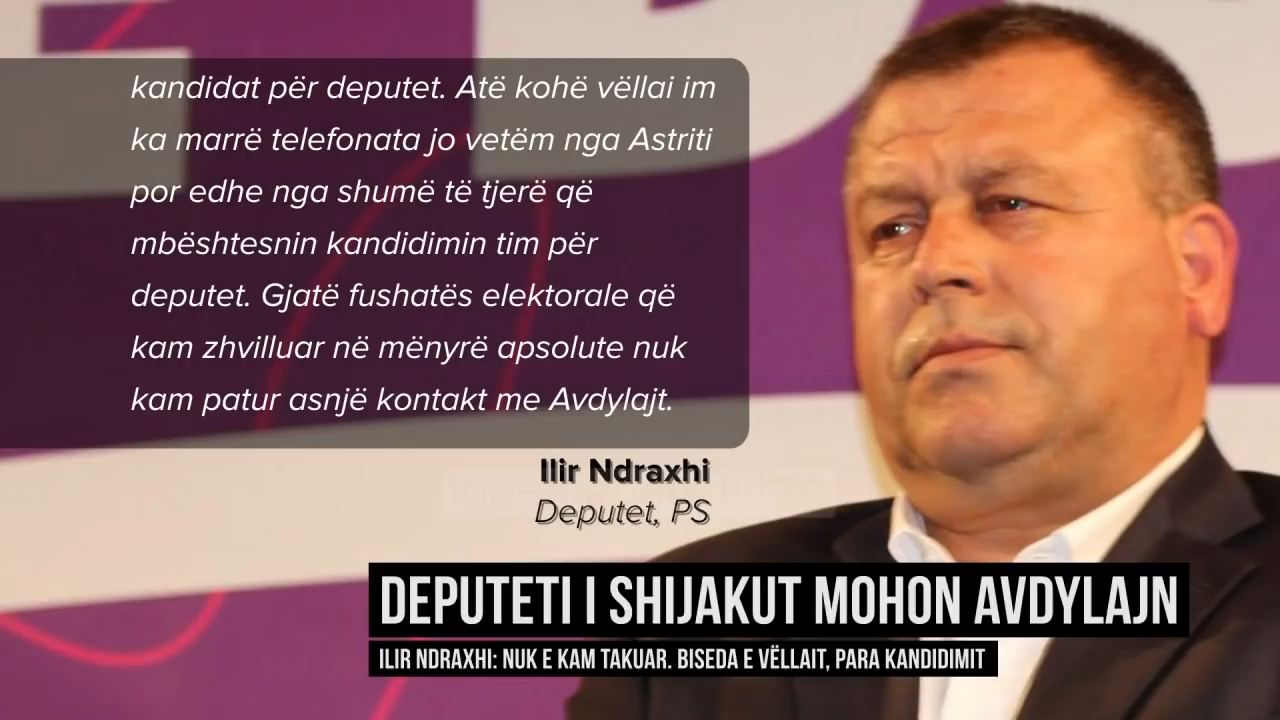 kandidat për deputet. Atë kohë vëllai im
ka marrë telefonata jo vetëm nga Astriti
por edhe nga shumë të tjerë që
mbështesnin kandidimin tim për
deputet. Gjatë fushatës elektorale që
kam zhvilluar në mënyrë apsolute nuk
kam patur asnjë kontakt me Avdylajt.
Ilir Ndraxhi
Deputet, PS
DEPUTETI I SHIJAKUT MOHON AVDYLAJN
ILIR NDRAXHI: NUK E KAM TAKUAR. BISEDA E VËLLAIT, PARA KANDIDIMIT